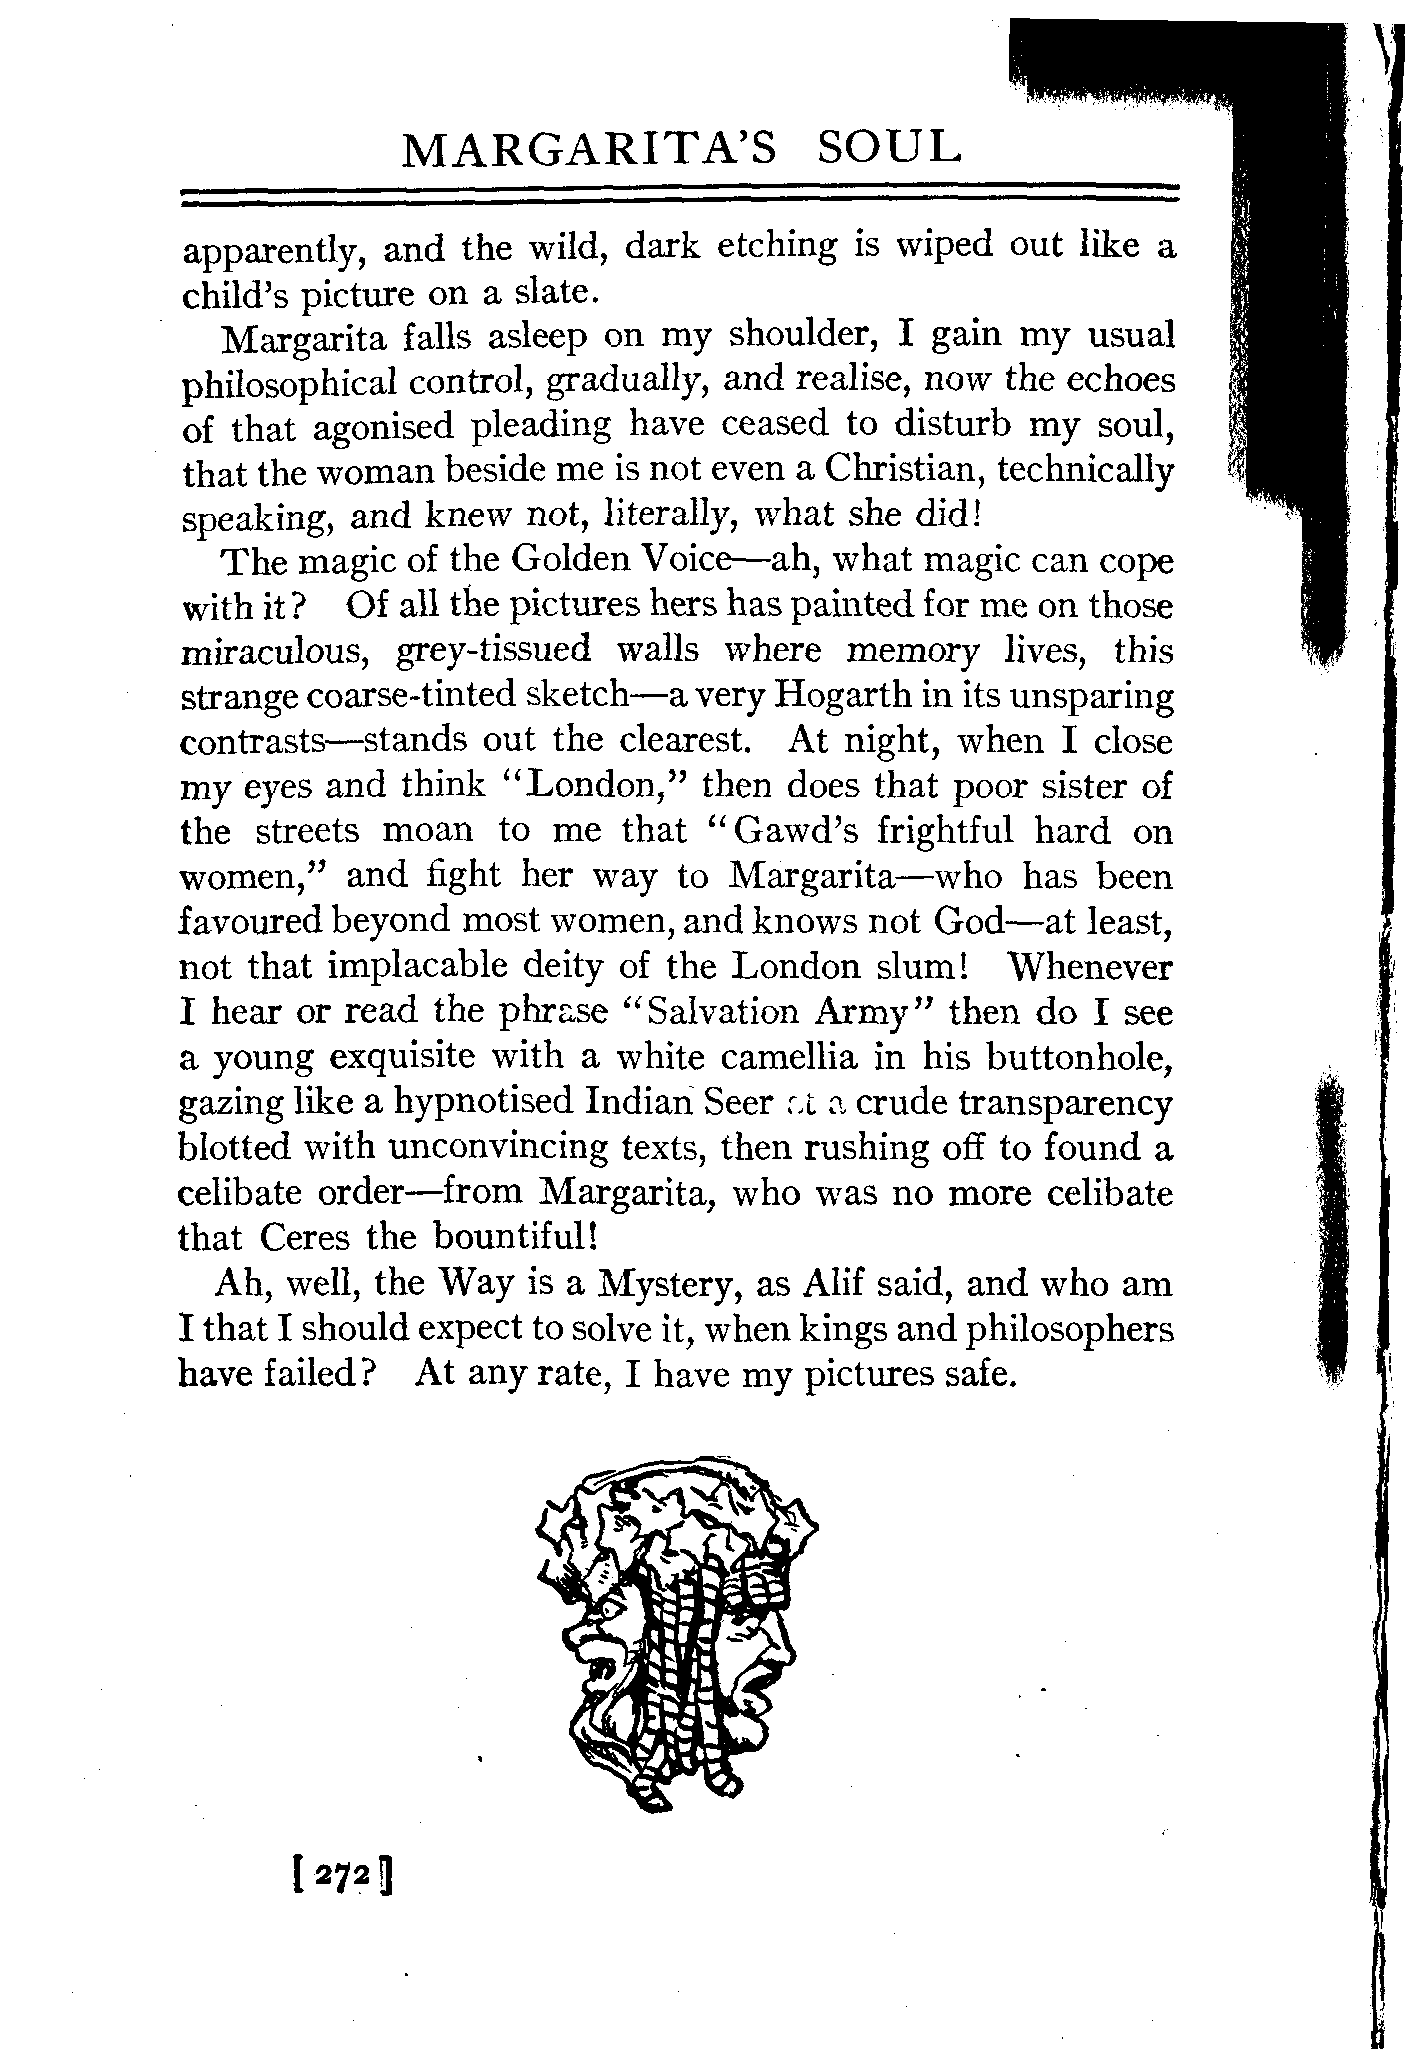 MARGARITA'S SOUL
apparently, and the wild, dark etching is wiped out like a
child's picture on a slate.
Margarita falls asleep on my shoulder, I gain my usual
philosophical control, gradually, and realise, now the echoes
of that agonised pleading have ceased to disturb my soul,
that the woman beside me is not even a Christian, technically
speaking, and knew not, literally, what she did!
The magic of the Golden Voice—ah, what magic can cope
with it? Of all the pictures hers has painted for me on those
miraculous, grey-tissued walls where memory lives, this
strange coarse-tinted sketch—a very Hogarth in its unsparing
contrasts—stands out the clearest. At night, when I close
my eyes and think "London," then does that poor sister of
the streets moan to me that "Gawd's frightful hard on
women," and fight her way to Margarita—who has been
favoured beyond most women, and knows not God—at least,
not that implacable deity of the London slum! Whenever
I hear or read the phrase "Salvation Army" then do I see
a young exquisite with a white camellia in his buttonhole,
gazing like a hypnotised Indian Seer at a crude transparency
blotted with unconvincing texts, then rushing off to found a
celibate order—from Margarita, who was no more celibate
that Ceres the bountiful!
Ah, well, the Way is a Mystery, as Alif said, and who am
I that I should expect to solve it, when kings and philosophers
have failed? At any rate, I have my pictures safe.
[272]